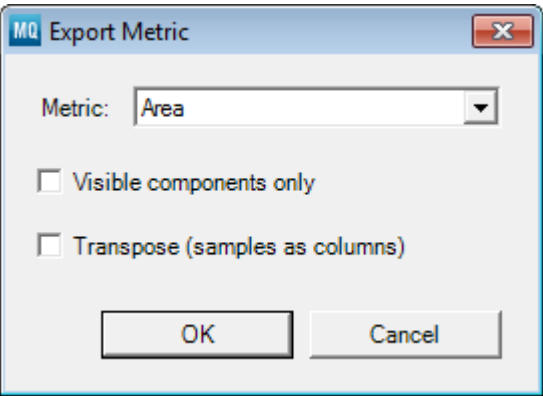 MQ Export Metric
Metric: Area
Visible components only
Transpose (samples as columns)
OK Cancel